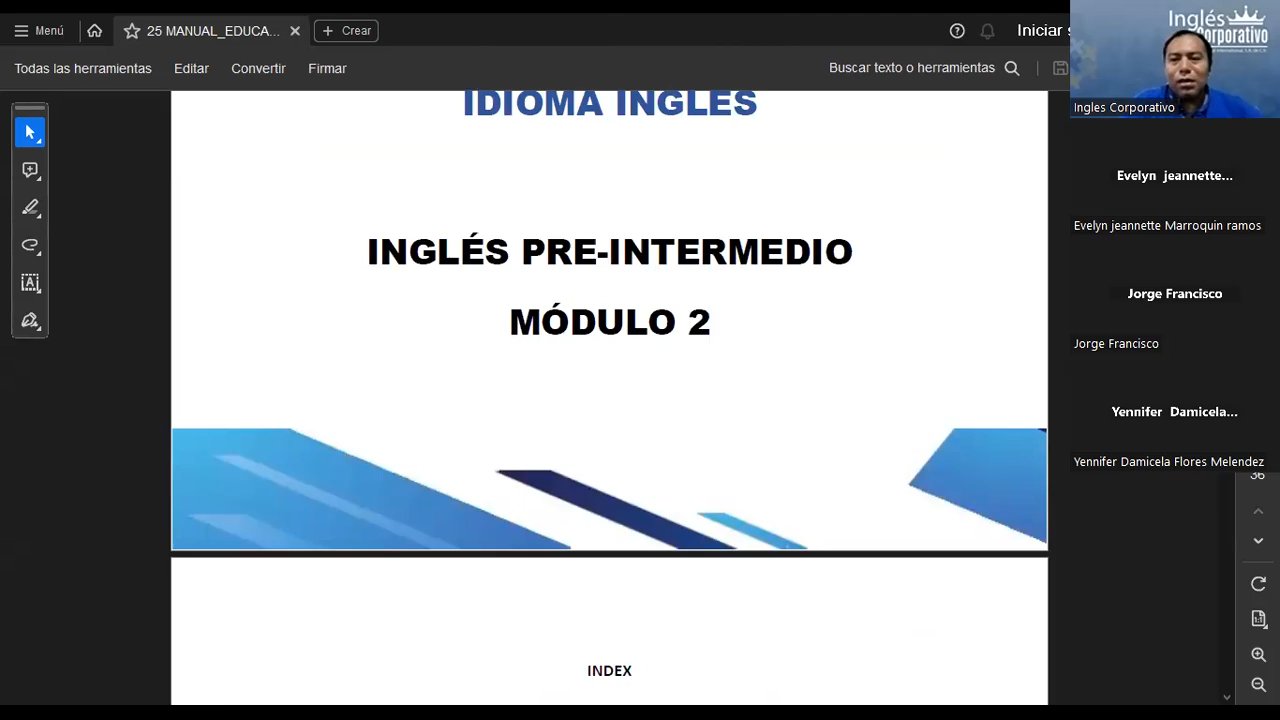 Menú
25 MANUAL_EDUCA...
Crear
Iniciar s
Todas las herramientas
Editar
Convertir
Firmar
Buscar texto o herramientas
IDIOMA INGLÉS
INGLÉS PRE-INTERMEDIO
MÓDULO 2
INDEX
Inglés
Corporativo
Ingles Corporativo
Evelyn jeannette...
Evelyn jeannette Marroquin ramos
Jorge Francisco
Jorge Francisco
Yennifer Damicela...
Yennifer Damicela Flores Melendez
36